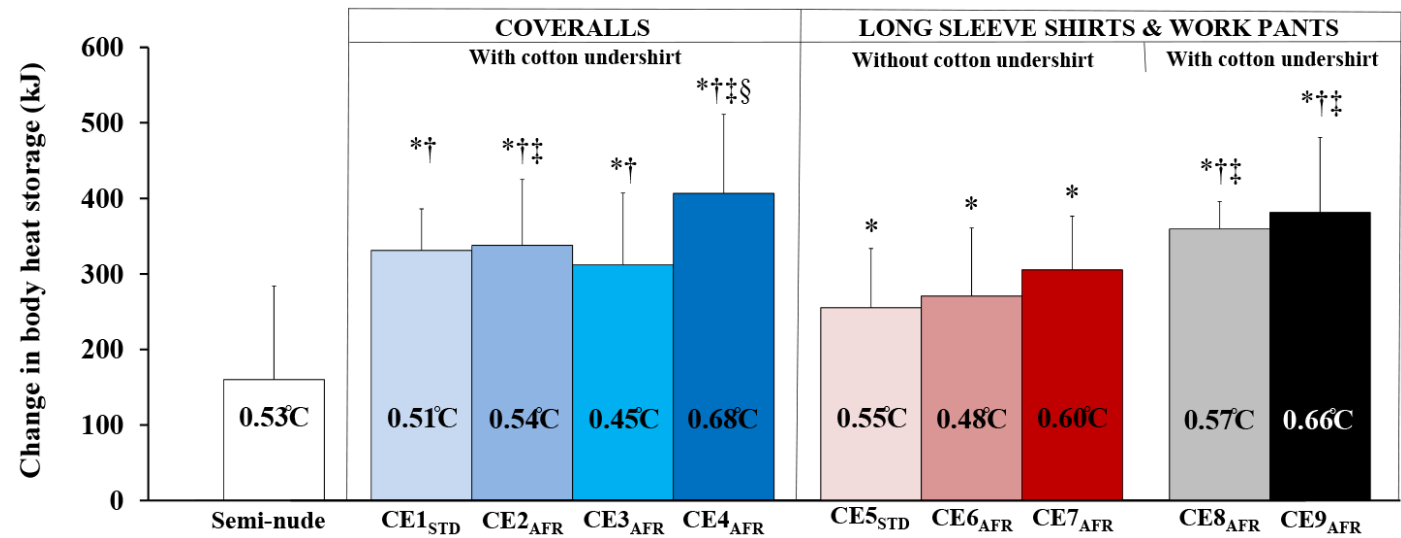 COVERALLS
LONG SLEEVE SHIRTS & WORK PANTS
With cotton undershirt
Without cotton undershirt
With cotton undershirt
Change in body heat storage (kJ)
600
500
400
300
200
100
0
*†
*†‡
*†
*†‡§
*
*
*
*†‡
*†‡
0.53°C
0.51°C
0.54°C
0.45°C
0.68°C
0.55°C
0.48°C
0.60°C
0.57°C
0.66°C
Semi-nude
CE1STD
CE2AFR
CE3AFR
CE4AFR
CE5STD
CE6AFR
CE7AFR
CE8AFR
CE9AFR